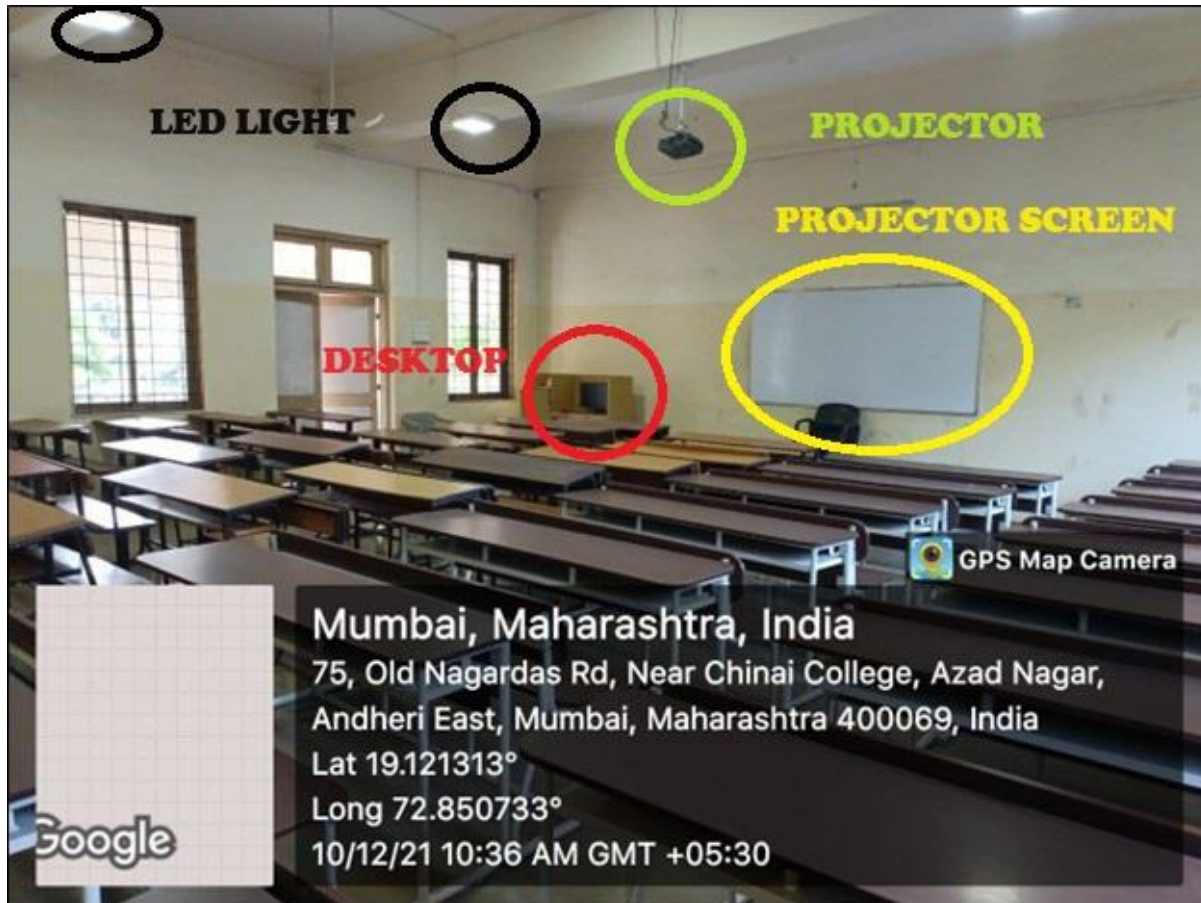 LED LIGHT
PROJECTOR
PROJECTOR SCREEN
DESKTOP
GPS Map Camera
Mumbai, Maharashtra, India
75, Old Nagardas Rd, Near Chinai College, Azad Nagar,
Andheri East, Mumbai, Maharashtra 400069, India
Lat 19.121313°
Long 72.850733°
10/12/21 10:36 AM GMT +05:30
Google